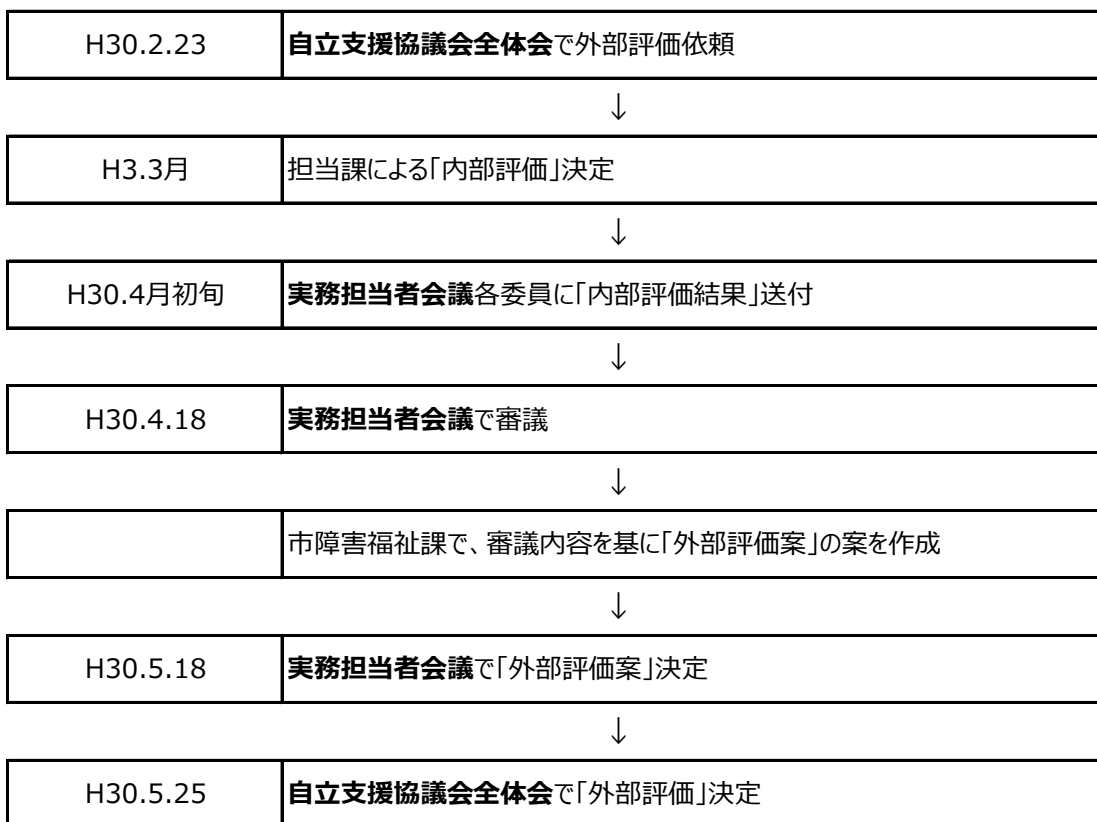 H30.2.23 自立支援協議会全体会で外部評価依頼
↓
H3.3月 担当課による「内部評価」決定
↓
H30.4月初旬 実務担当者会議各委員に「内部評価結果」送付
↓
H30.4.18 実務担当者会議で審議
↓
市障害福祉課で、審議内容を基に「外部評価案」の案を作成
↓
H30.5.18 実務担当者会議で「外部評価案」決定
↓
H30.5.25 自立支援協議会全体会で「外部評価」決定